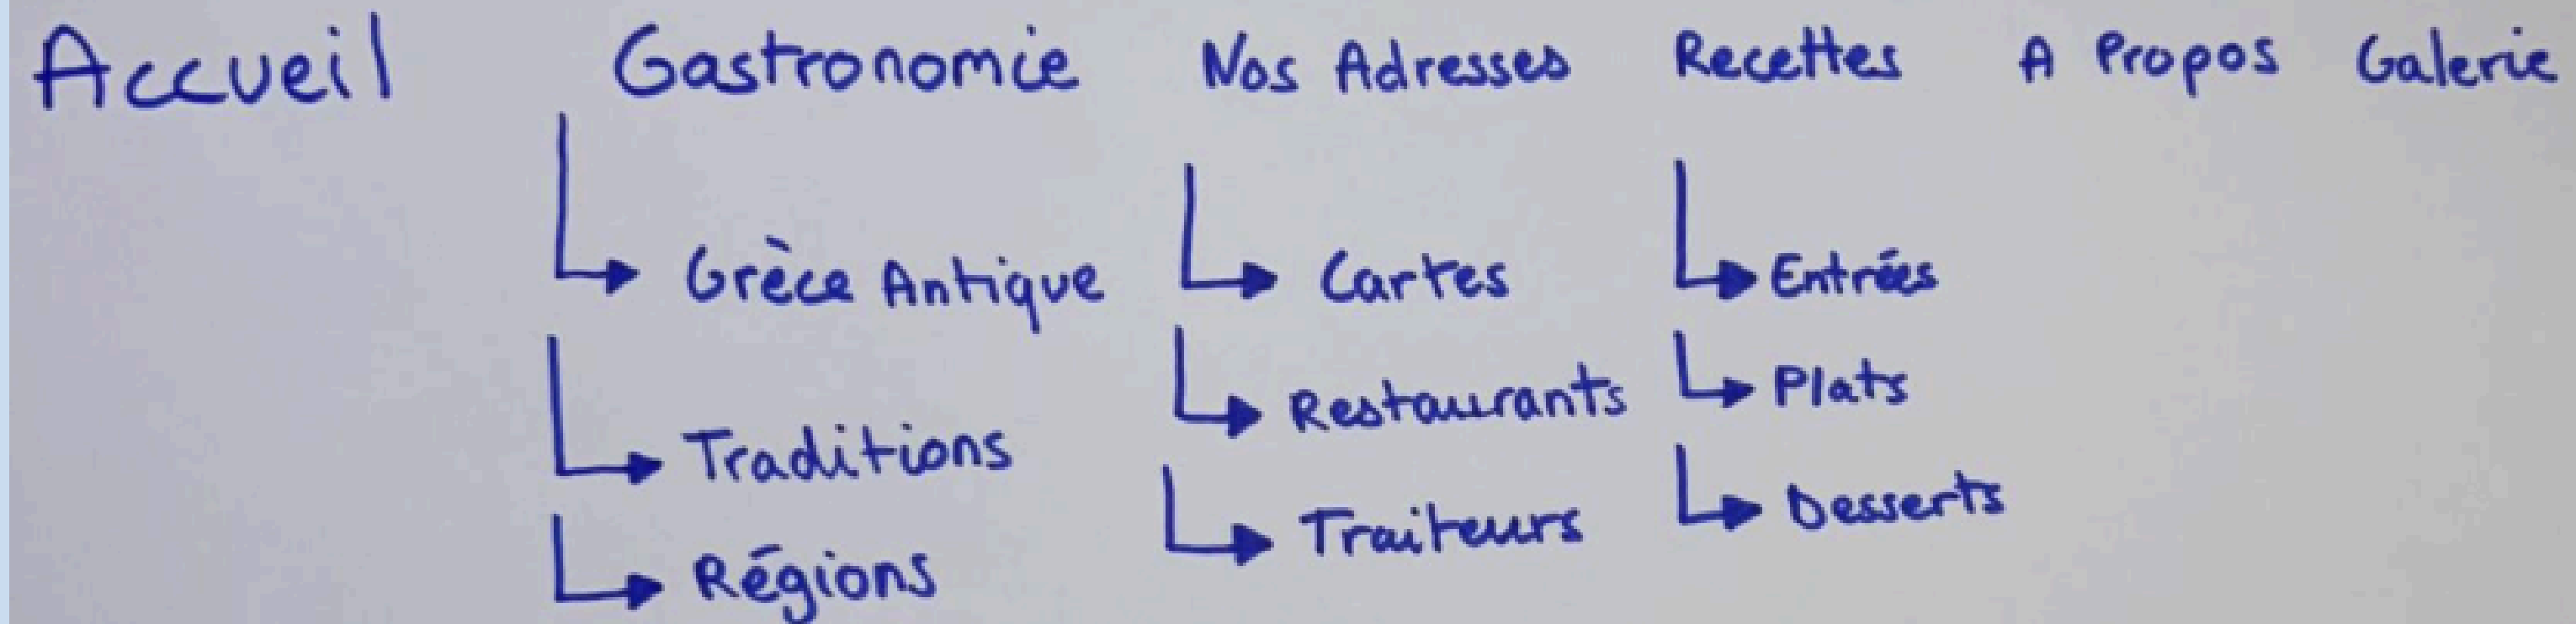 Accueil Gastronomie Nos Adresses Recettes A Propos Galerie
Grèce Antique Cartes Entrées
Restaurants Plats
Traditions Traiteurs Desserts
Régions